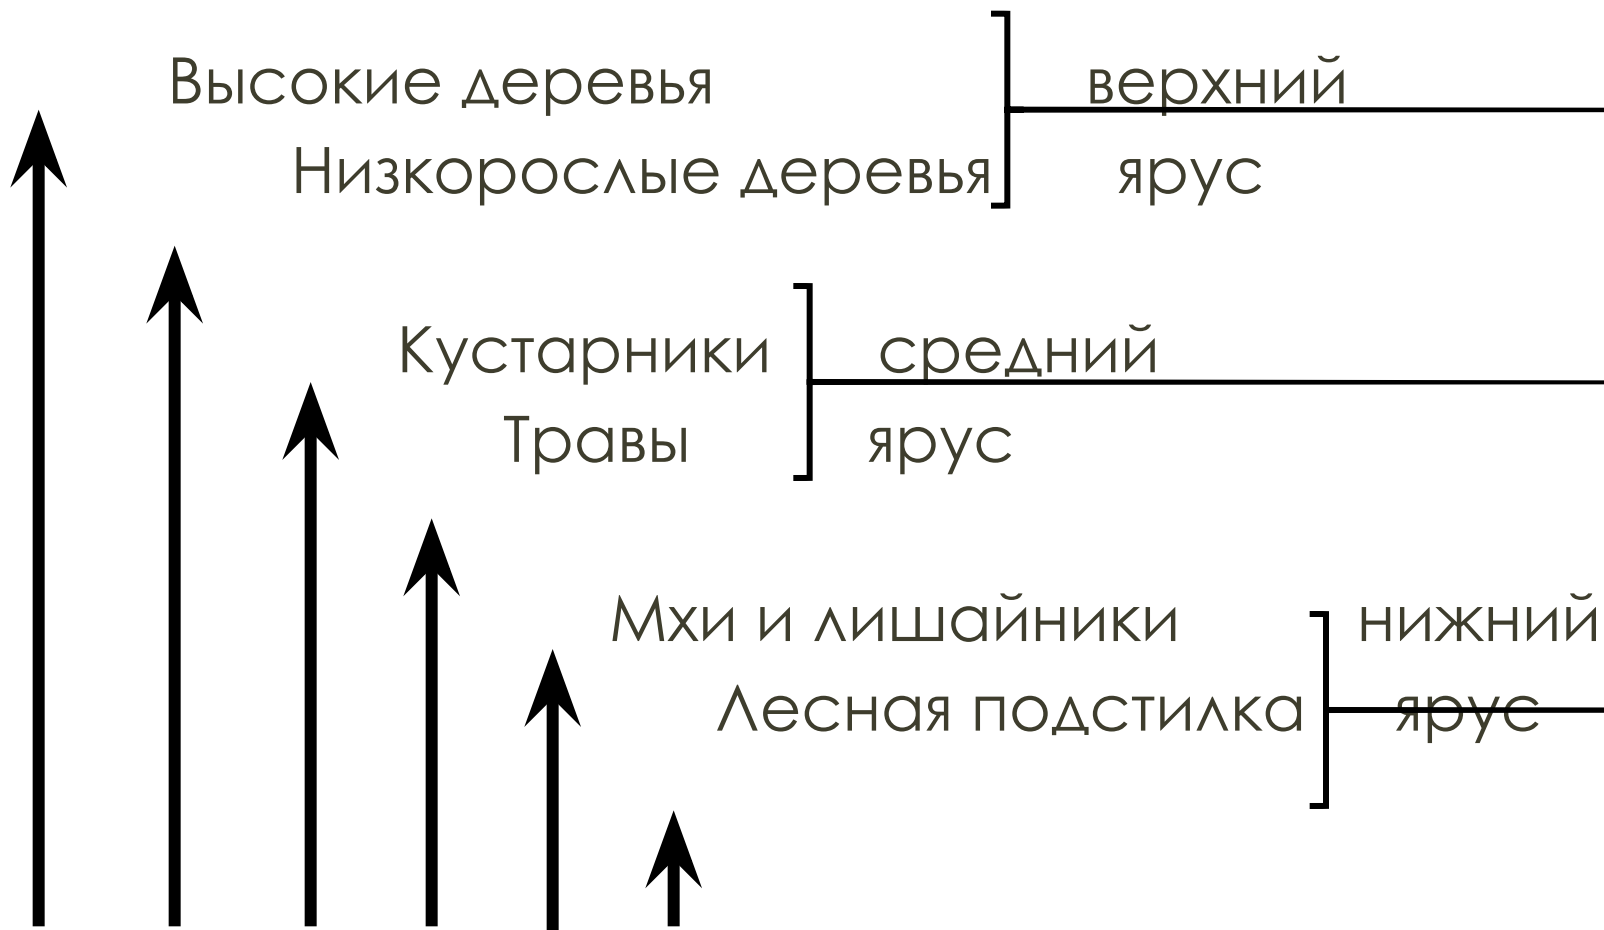 Высокие деревья верхний
Низкорослые деревья ярус
Кустарники средний
Травы ярус
Мхи и лишайники нижний
Лесная подстилка ярус